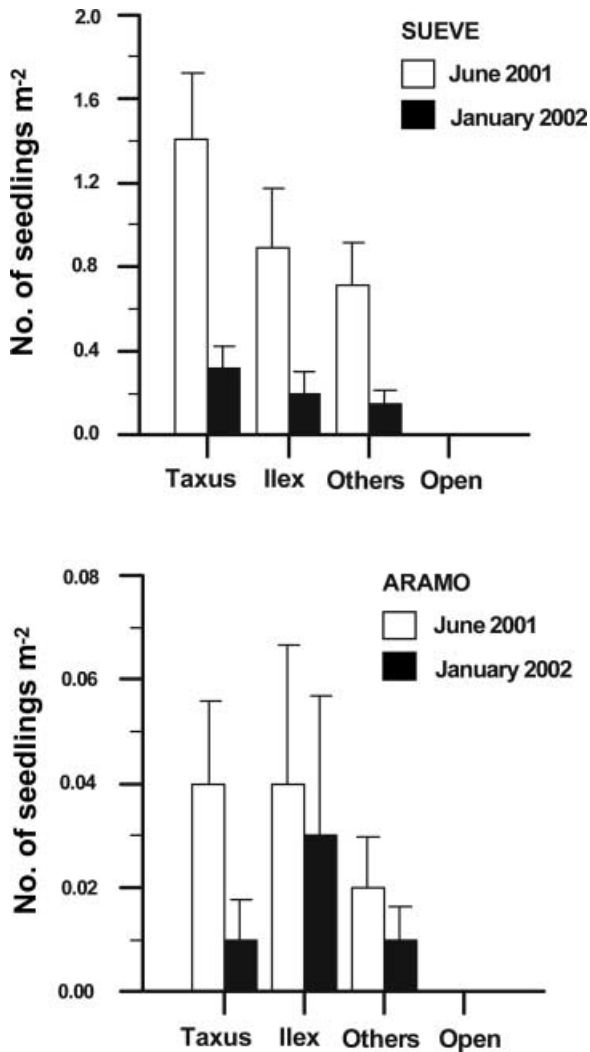 SUEVE
June 2001
January 2002
No. of seedlings m-2
2.0
1.6
1.2
0.8
0.4
0.0
Taxus Ilex Others Open
ARAMO
June 2001
January 2002
No. of seedlings m-2
0.08
0.06
0.04
0.02
0.00
Taxus Ilex Others Open